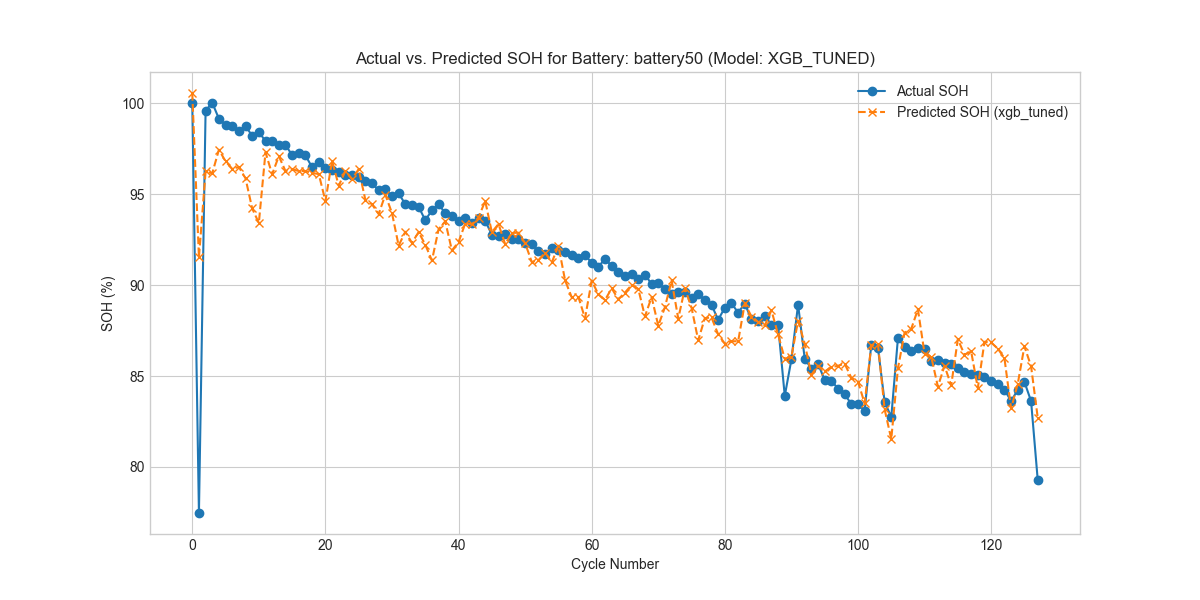 Actual vs. Predicted SOH for Battery: battery50 (Model: XGB_TUNED)
Actual SOH
Predicted SOH (xgb_tuned)
100
95
90
85
80
SOH (%)
0 20 40 60 80 100 120
Cycle Number